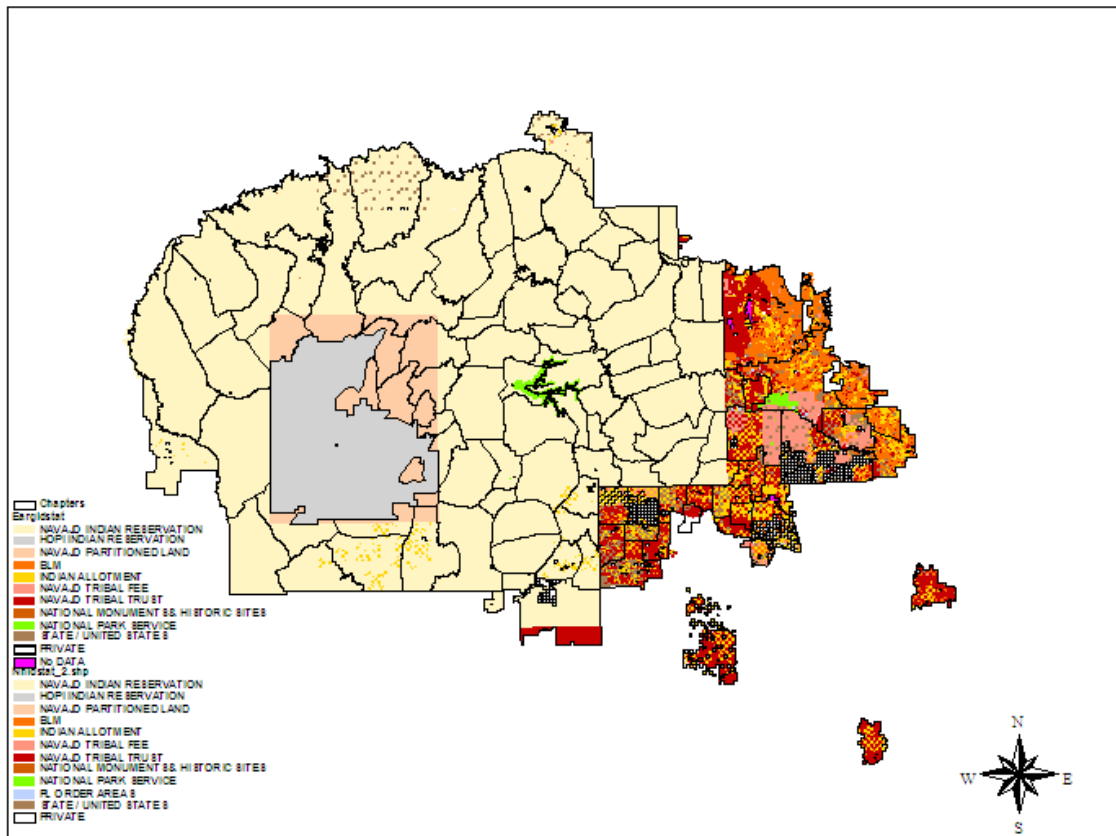 Chapters
Eargidstat
NAVAJO INDIAN RESERVATION
HOPI INDIAN RESERVATION
NAVAJO PARTITIONED LAND
BLM
INDIAN ALLOTMENT
NAVAJO TRIBAL FEE
NAVAJO TRIBAL TRUST
NATIONAL MONUMENTS & HISTORIC SITES
NATIONAL PARK SERVICE
STATE / UNITED STATES
PRIVATE
No DATA
Nmldstat_2.shp
NAVAJO INDIAN RESERVATION
HOPI INDIAN RESERVATION
NAVAJO PARTITIONED LAND
BLM
INDIAN ALLOTMENT
NAVAJO TRIBAL FEE
NAVAJO TRIBAL TRUST
NATIONAL MONUMENTS & HISTORIC SITES
NATIONAL PARK SERVICE
PL ORDER AREAS
STATE / UNITED STATES
PRIVATE
N
W E
S